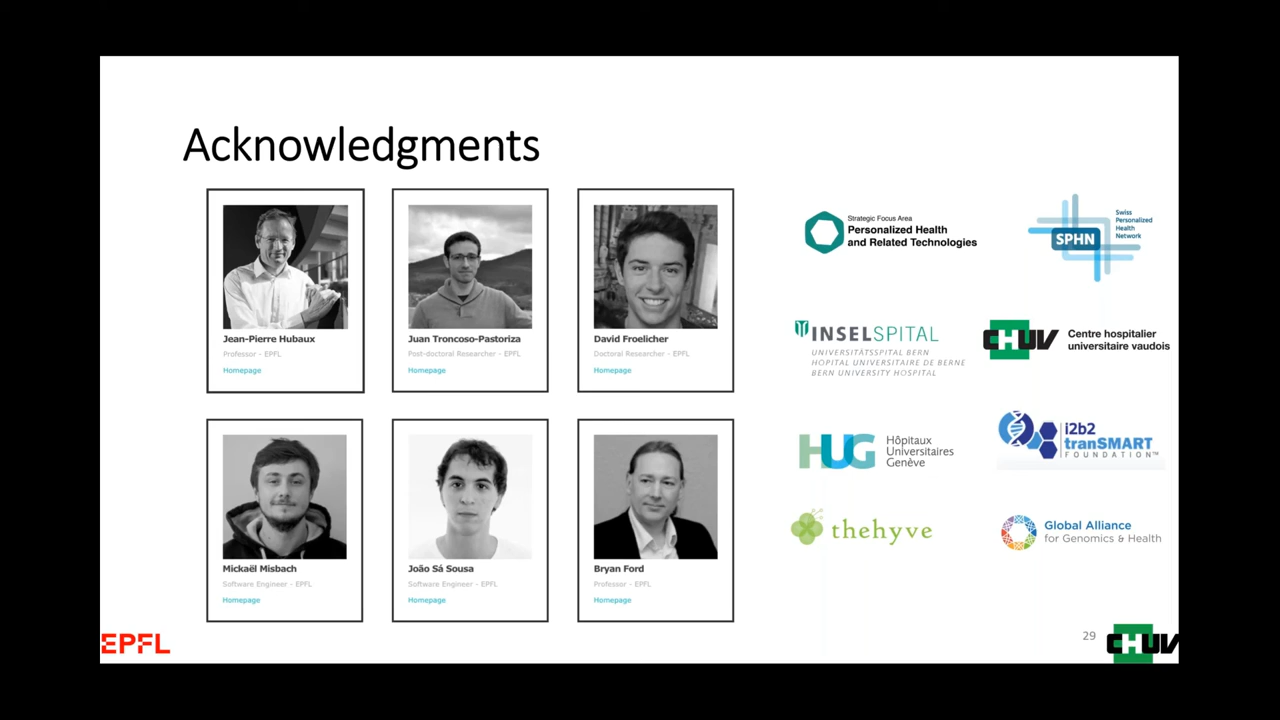 Acknowledgments
Jean-Pierre Hubaux
Professor - EPFL
Homepage
Juan Troncoso-Pastoriza
Post-doctoral Researcher - EPFL
Homepage
David Froelicher
Doctoral Researcher - EPFL
Homepage
Mickaël Misbach
Software Engineer - EPFL
Homepage
João Sá Sousa
Software Engineer - EPFL
Homepage
Bryan Ford
Professor - EPFL
Homepage
Strategic Focus Area
Personalized Health
and Related Technologies
SPHN
Swiss
Personalized
Health
Network
INSELSPITAL
UNIVERSITÄTSSPITAL BERN
HOPITAL UNIVERSITAIRE DE BERNE
BERN UNIVERSITY HOSPITAL
CHUV
Centre hospitalier
universitaire vaudois
HUG
Hôpitaux
Universitaires
Genève
i2b2
tranSMART
FOUNDATION™
thehyve
Global Alliance
for Genomics & Health
EPFL
29
CHUV